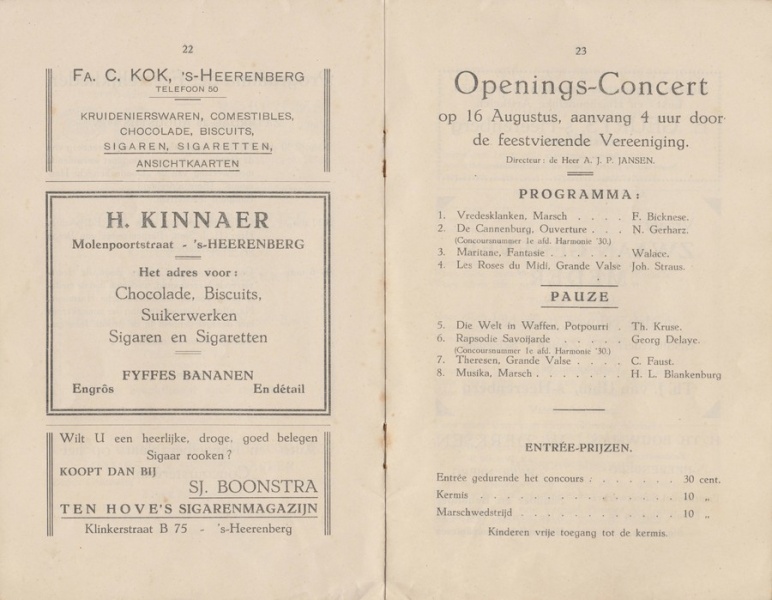 22
FA. C. KOK, 's-HEERENBERG
TELEFOON 50
KRUIDENIERSWAREN, COMESTIBLES,
CHOCOLADE, BISCUITS,
SIGAREN, SIGARETTEN,
ANSICHTKAARTEN
H. KINNAER
Molenpoortstraat - 's-HEERENBERG
Het adres voor:
Chocolade, Biscuits,
Suikerwerken
Sigaren en Sigaretten
FYFFES BANANEN
Engrôs En détail
Wilt U een heerlijke, droge, goed belegen
Sigaar rooken?
KOOPT DAN BIJ
SJ. BOONSTRA
TEN HOVE'S SIGARENMAGAZIJN
Klinkerstraat B 75 - 's-Heerenberg
23
Openings-Concert
op 16 Augustus, aanvang 4 uur door
de feestvierende Vereeniging.
Directeur: de Heer A. J. P. JANSEN.
PROGRAMMA:
1. Vredesklanken, Marsch . . . . F. Bicknese.
2. De Cannenburg, Ouverture . . . N. Gerharz.
(Concoursnummer 1e afd. Harmonie '30.)
3. Maritane, Fantasie . . . . . . Walace.
4. Les Roses du Midi, Grande Valse Joh. Straus.
PAUZE
5. Die Welt in Waffen, Potpourri . Th. Kruse.
6. Rapsodie Savoijarde . . . . . Georg Delaye.
(Concoursnummer 1e afd. Harmonie '30.)
7. Theresen, Grande Valse . . . . C. Faust.
8. Musika, Marsch . . . . . . . H. L. Blankenburg
ENTRÉE-PRIJZEN.
Entrée gedurende het concours : . . . . . . 30 cent.
Kermis . . . . . . . . . . . . . 10 „
Marschwedstrijd . . . . . . . . . . . 10 „
Kinderen vrije toegang tot de kermis.